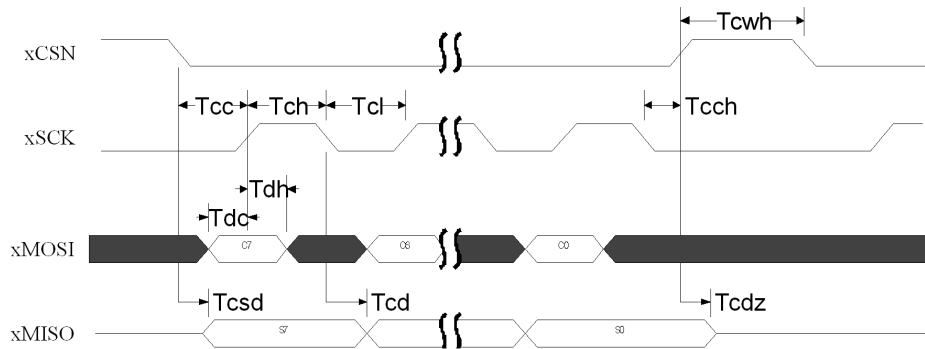 Tcwh
xCSN
Tcc Tch Tcl Tcch
xSCK
Tdh
Tdc
xMOSI C7 C6 C0
Tcsd Tcd Tcdz
xMISO S7 S0